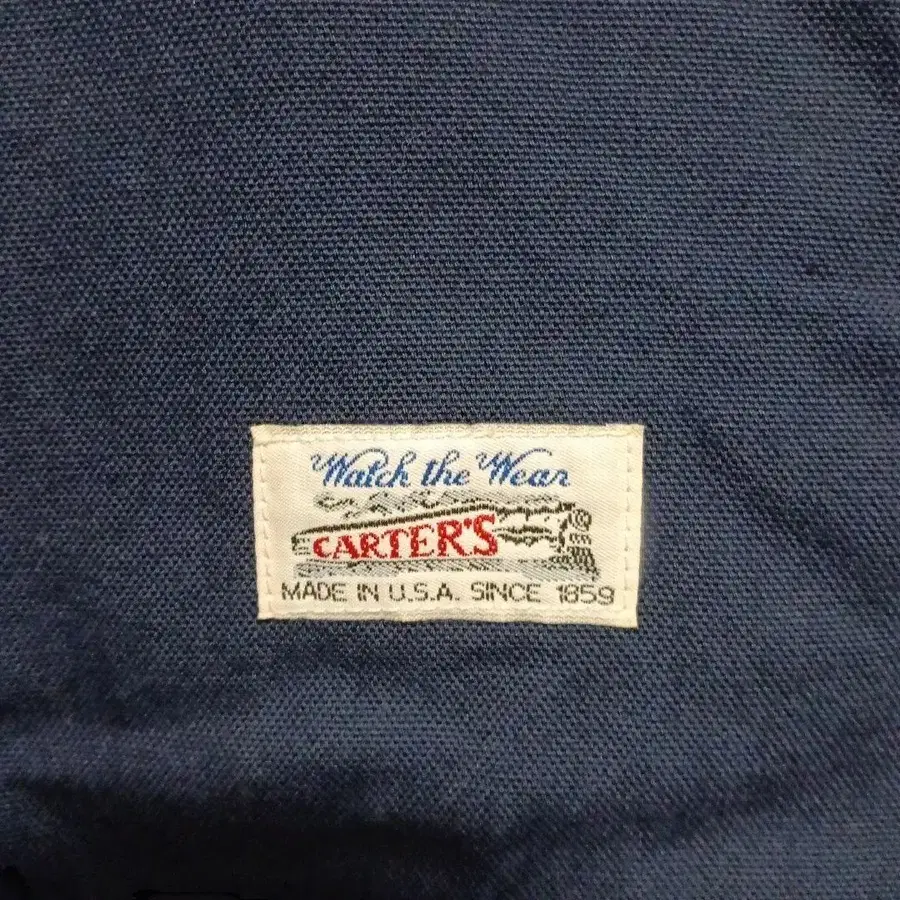 Watch the Wear
CARTER'S
MADE IN U.S.A. SINCE 1859